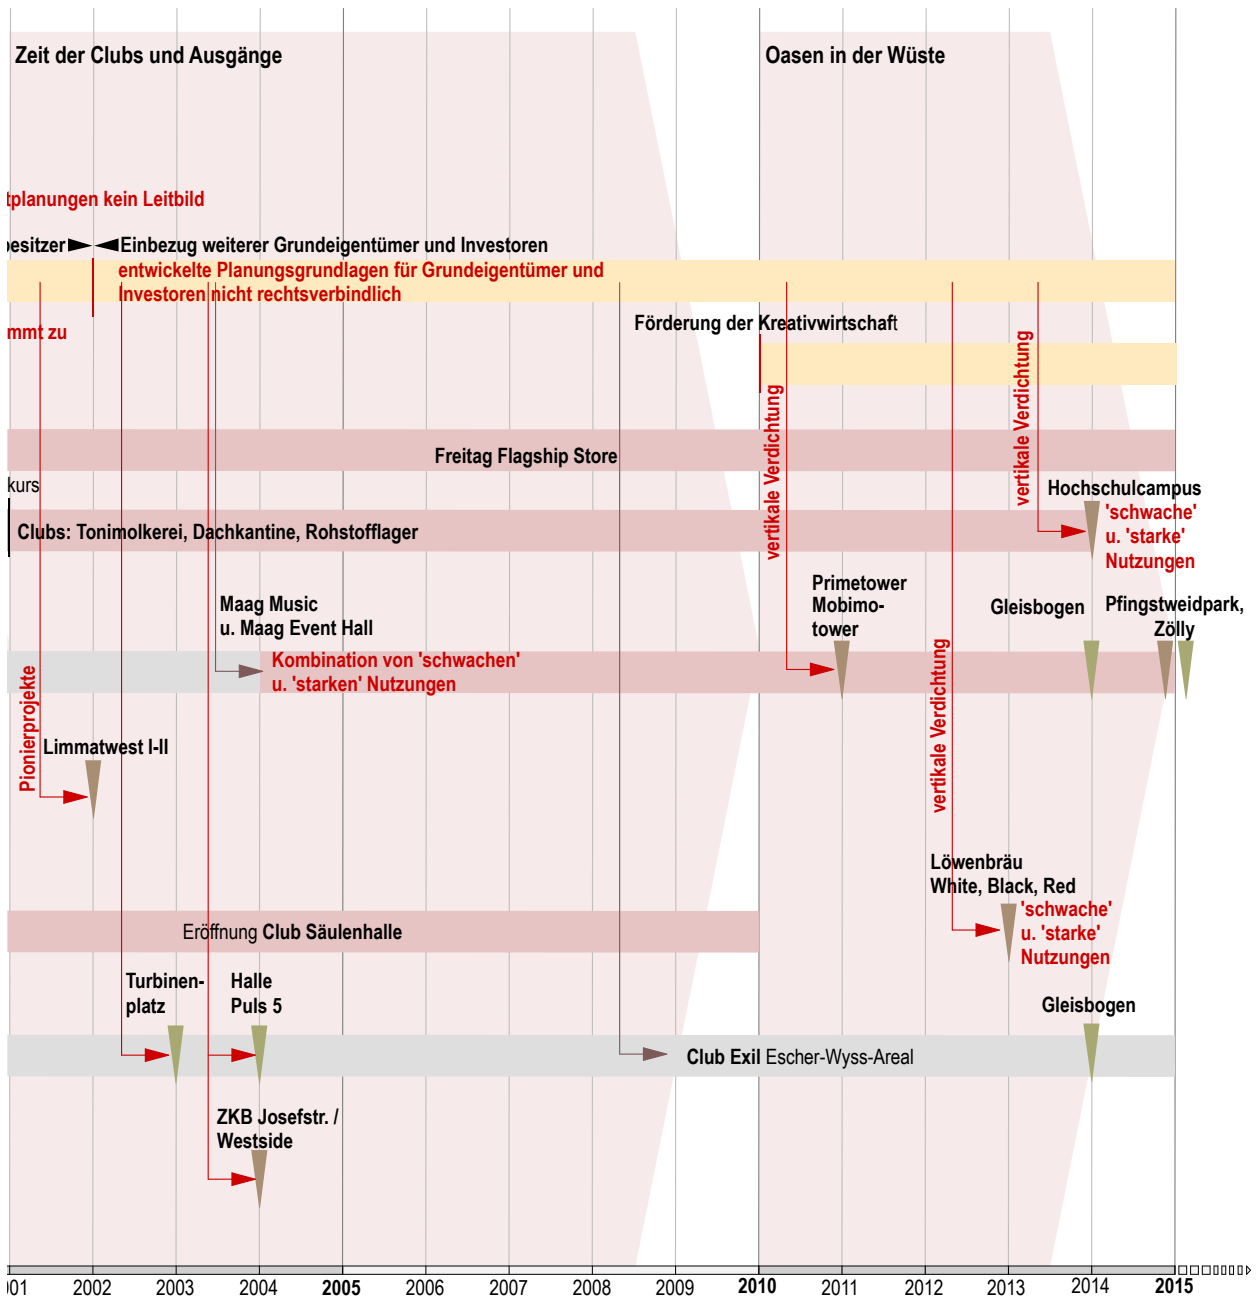 Zeit der Clubs und Ausgänge
Oasen in der Wüste
tplanungen kein Leitbild
besitzer
Einbezug weiterer Grundeigentümer und Investoren
entwickelte Planungsgrundlagen für Grundeigentümer und
Investoren nicht rechtsverbindlich
Förderung der Kreativwirtschaft
mmt zu
vertikale Verdichtung
vertikale Verdichtung
Freitag Flagship Store
kurs
Clubs: Tonimolkerei, Dachkantine, Rohstofflager
Hochschulcampus
'schwache'
u. 'starke'
Nutzungen
Maag Music
u. Maag Event Hall
Primetower
Mobimo-
tower
Gleisbogen
Pfingstweidpark,
Zölly
Kombination von 'schwachen'
u. 'starken' Nutzungen
Pionierprojekte
vertikale Verdichtung
Limmatwest I-II
Löwenbräu
White, Black, Red
'schwache'
u. 'starke'
Nutzungen
Eröffnung Club Säulenhalle
Turbinen-
platz
Halle
Puls 5
Gleisbogen
Club Exil Escher-Wyss-Areal
ZKB Josefstr. /
Westside
001 2002 2003 2004 2005 2006 2007 2008 2009 2010 2011 2012 2013 2014 2015